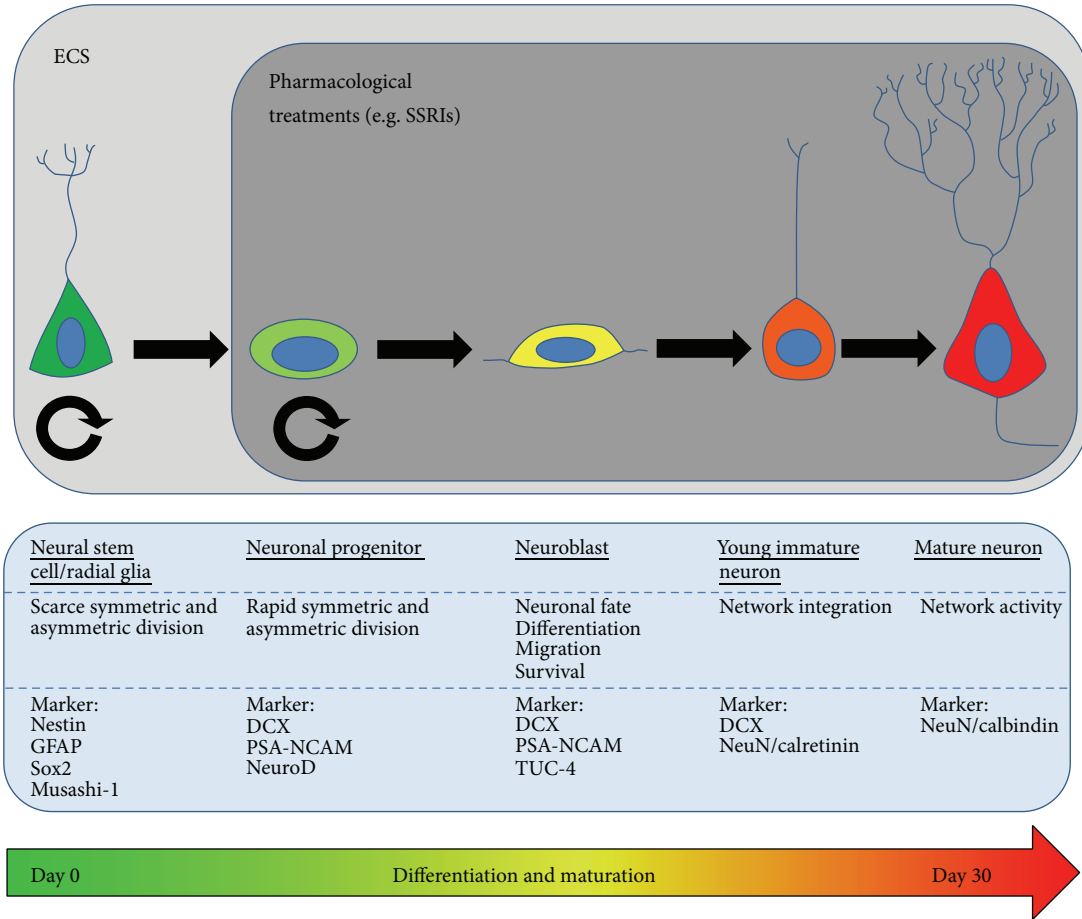 ECS
Pharmacological
treatments (e.g. SSRIs)
Neural stem
cell/radial glia
Scarce symmetric and
asymmetric division
Marker:
Nestin
GFAP
Sox2
Musashi-1
Neuronal progenitor
Rapid symmetric and
asymmetric division
Marker:
DCX
PSA-NCAM
NeuroD
Neuroblast
Neuronal fate
Differentiation
Migration
Survival
Marker:
DCX
PSA-NCAM
TUC-4
Young immature
neuron
Network integration
Marker:
DCX
NeuN/calretinin
Mature neuron
Network activity
Marker:
NeuN/calbindin
Day 0
Differentiation and maturation
Day 30